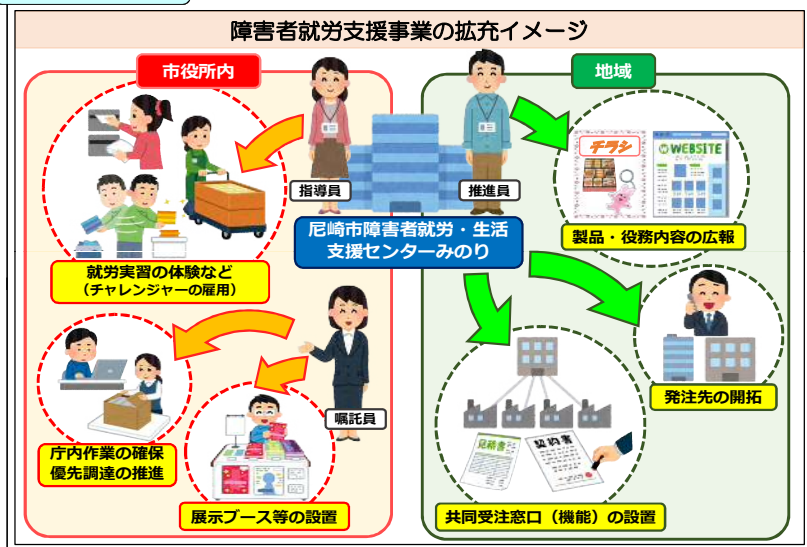 障害者就労支援事業の拡充イメージ
市役所内
地域
指導員
推進員
尼崎市障害者就労・生活
支援センターみのり
チラシ
WEBSITE
製品・役務内容の広報
就労実習の体験など
（チャレンジャーの雇用）
嘱託員
発注先の開拓
庁内作業の確保
優先調達の推進
展示ブース等の設置
見積書
契約書
共同受注窓口（機能）の設置